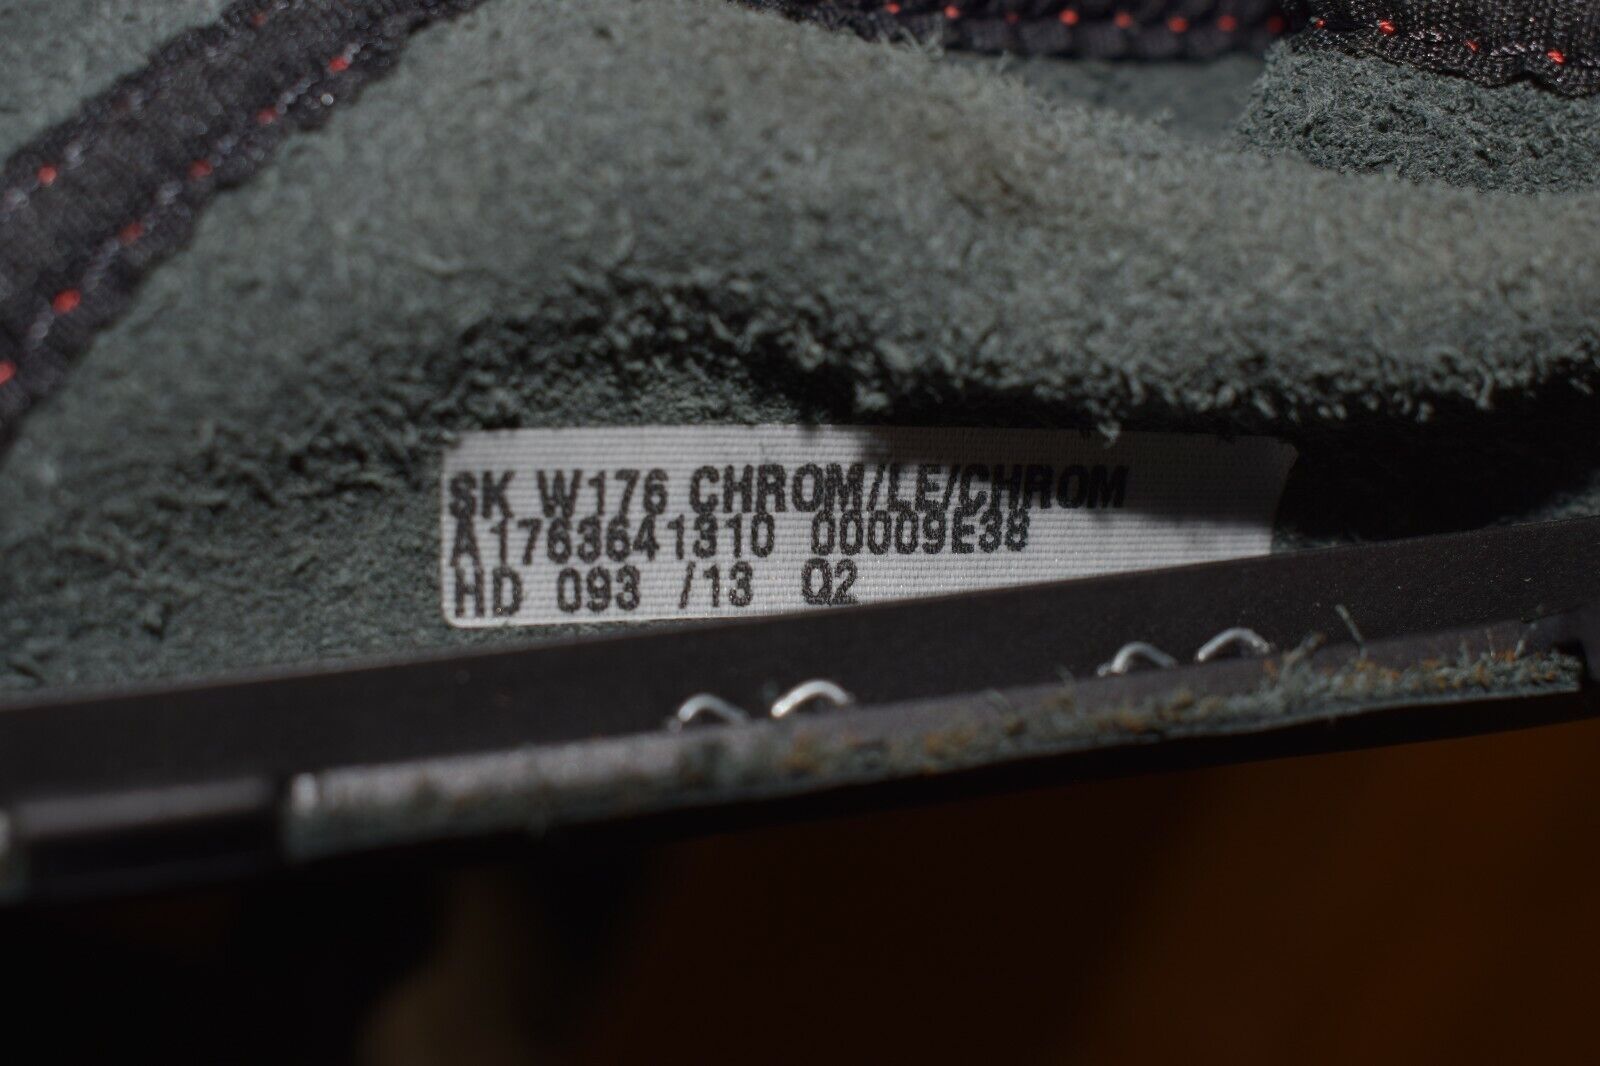 SK W176 CHROM/LE/CHROM
A1763641310 00009E38
HD 093 /13 Q2